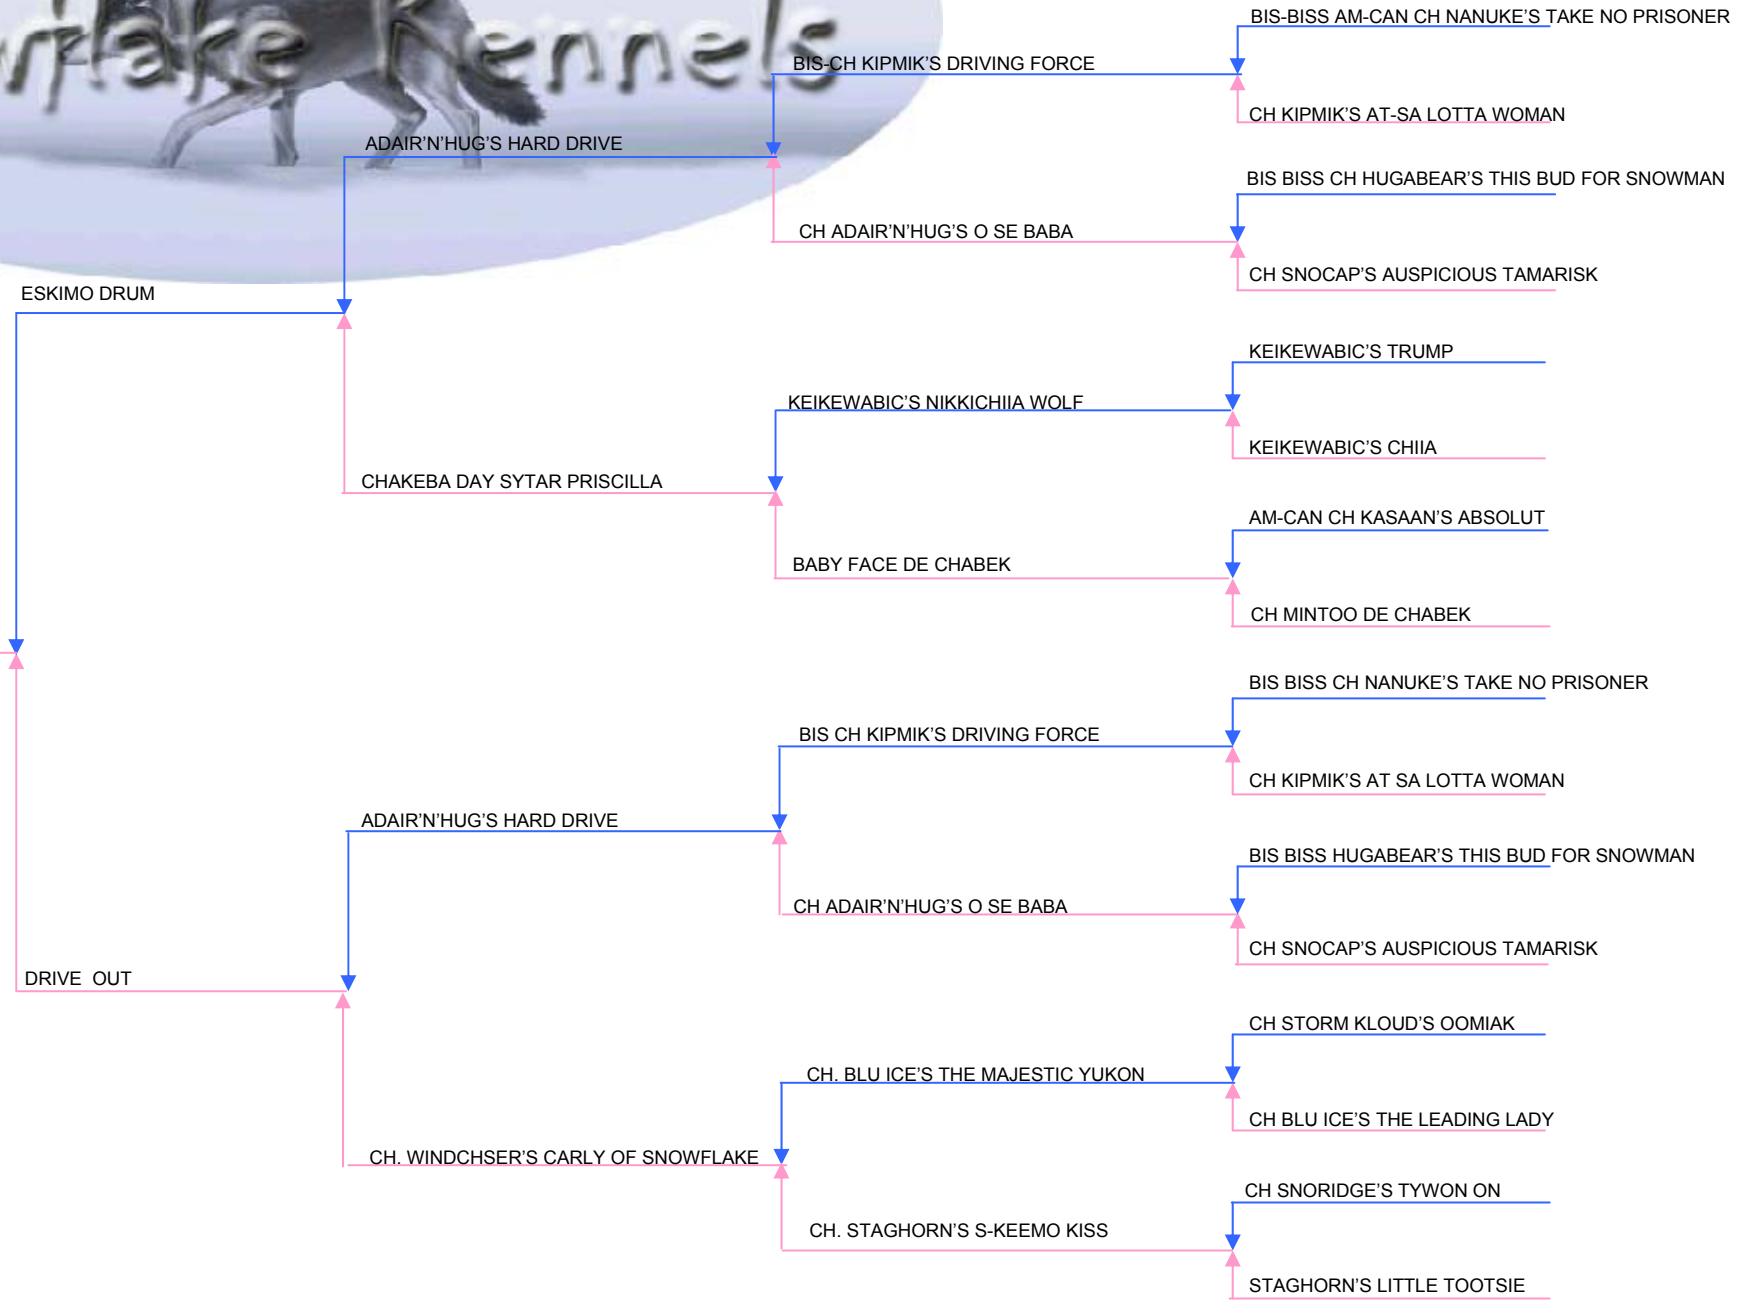 Kennels
BIS-BISS AM-CAN CH NANUKE'S TAKE NO PRISONER
BIS-CH KIPMIK'S DRIVING FORCE
CH KIPMIK'S AT-SA LOTTA WOMAN
ADAIR'N'HUG'S HARD DRIVE
BIS BISS CH HUGABEAR'S THIS BUD FOR SNOWMAN
CH ADAIR'N'HUG'S O SE BABA
CH SNOCAP'S AUSPICIOUS TAMARISK
ESKIMO DRUM
KEIKEWABIC'S TRUMP
KEIKEWABIC'S NIKKICHIIA WOLF
KEIKEWABIC'S CHIIA
CHAKEBA DAY SYTAR PRISCILLA
AM-CAN CH KASAAN'S ABSOLUT
BABY FACE DE CHABEK
CH MINTOO DE CHABEK
BIS BISS CH NANUKE'S TAKE NO PRISONER
BIS CH KIPMIK'S DRIVING FORCE
CH KIPMIK'S AT SA LOTTA WOMAN
ADAIR'N'HUG'S HARD DRIVE
BIS BISS HUGABEAR'S THIS BUD FOR SNOWMAN
CH ADAIR'N'HUG'S O SE BABA
CH SNOCAP'S AUSPICIOUS TAMARISK
DRIVE OUT
CH STORM KLOUD'S OOMIAK
CH. BLU ICE'S THE MAJESTIC YUKON
CH BLU ICE'S THE LEADING LADY
CH. WINDCHSER'S CARLY OF SNOWFLAKE
CH SNORIDGE'S TYWON ON
CH. STAGHORN'S S-KEEMO KISS
STAGHORN'S LITTLE TOOTSIE